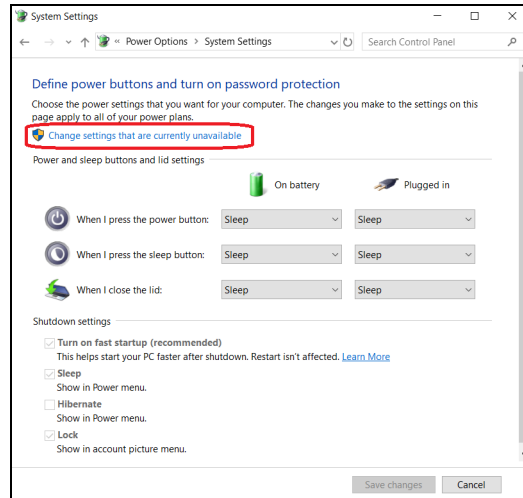 System Settings
« Power Options > System Settings
Search Control Panel
Define power buttons and turn on password protection
Choose the power settings that you want for your computer. The changes you make to the settings on this
page apply to all of your power plans.
Change settings that are currently unavailable
Power and sleep buttons and lid settings
On battery
Plugged in
When I press the power button:
Sleep
Sleep
When I press the sleep button:
Sleep
Sleep
When I close the lid:
Sleep
Sleep
Shutdown settings
Turn on fast startup (recommended)
This helps start your PC faster after shutdown. Restart isn't affected. Learn More
Sleep
Show in Power menu.
Hibernate
Show in Power menu.
Lock
Show in account picture menu.
Save changes
Cancel